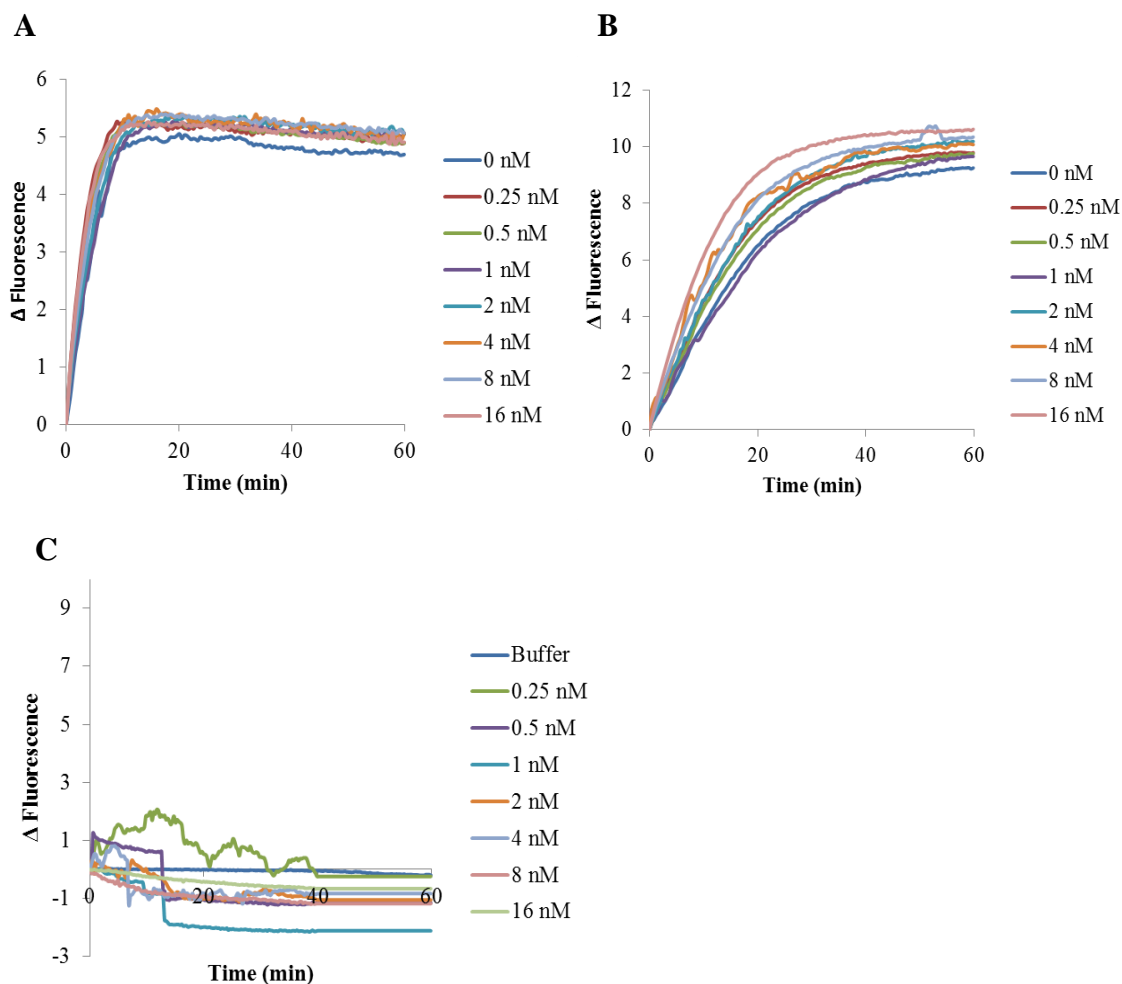 A
6
5
4
3
2
1
0
0
20
40
60
Δ Fluorescence
Time (min)
0 nM
0.25 nM
0.5 nM
1 nM
2 nM
4 nM
8 nM
16 nM
B
12
10
8
6
4
2
0
0
20
40
60
Δ Fluorescence
Time (min)
0 nM
0.25 nM
0.5 nM
1 nM
2 nM
4 nM
8 nM
16 nM
C
9
7
5
3
1
-1
-3
0
20
40
60
Δ Fluorescence
Time (min)
Buffer
0.25 nM
0.5 nM
1 nM
2 nM
4 nM
8 nM
16 nM